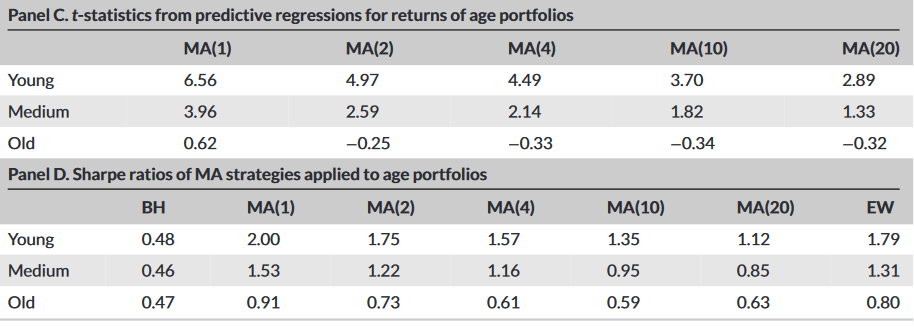 Panel C. t-statistics from predictive regressions for returns of age portfolios
MA(1) MA(2) MA(4) MA(10) MA(20)
Young 6.56 4.97 4.49 3.70 2.89
Medium 3.96 2.59 2.14 1.82 1.33
Old 0.62 −0.25 −0.33 −0.34 −0.32
Panel D. Sharpe ratios of MA strategies applied to age portfolios
BH MA(1) MA(2) MA(4) MA(10) MA(20) EW
Young 0.48 2.00 1.75 1.57 1.35 1.12 1.79
Medium 0.46 1.53 1.22 1.16 0.95 0.85 1.31
Old 0.47 0.91 0.73 0.61 0.59 0.63 0.80